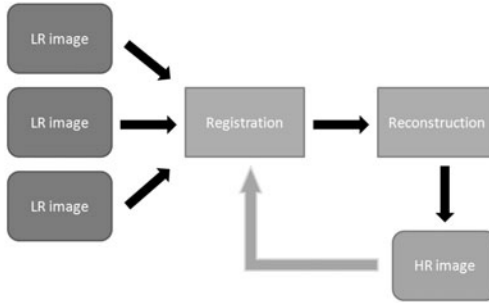 LR image
LR image
Registration
Reconstruction
LR image
HR image